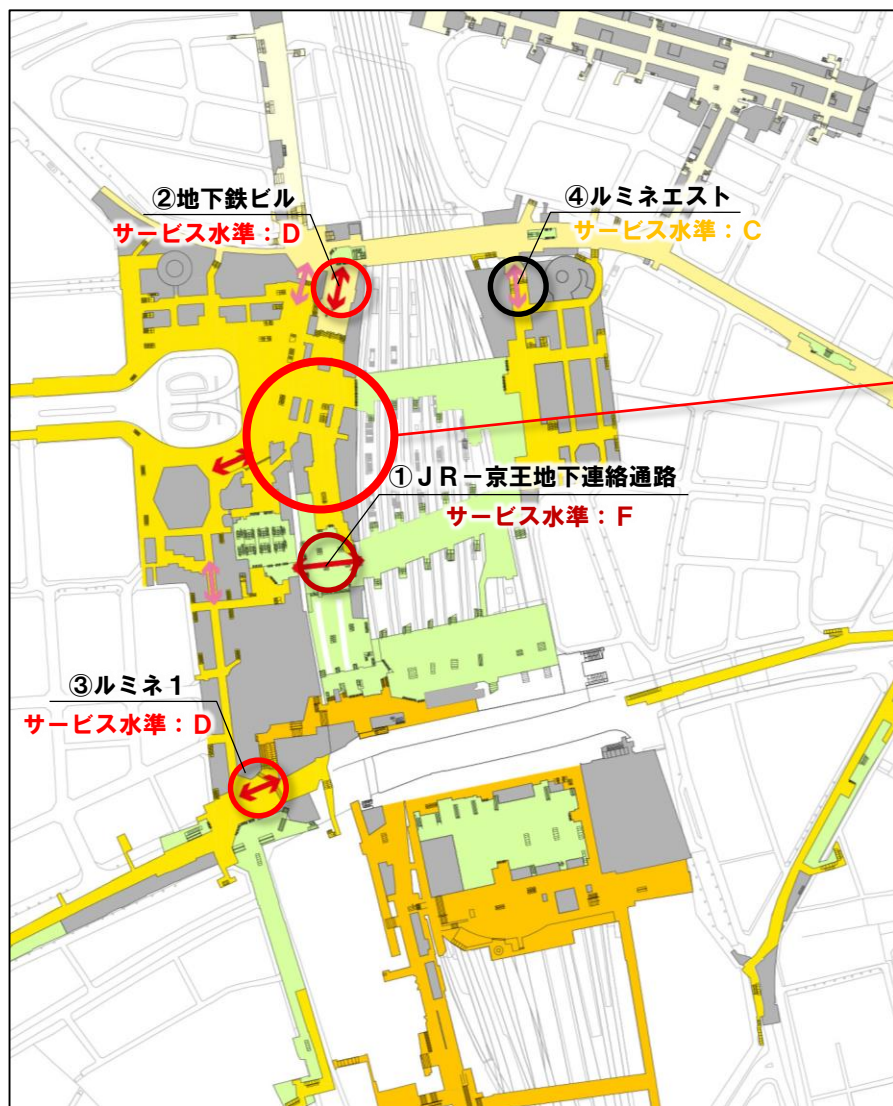 ②地下鉄ビル
サービス水準：D
④ルミネエスト
サービス水準：C
①ＪＲ－京王地下連絡通路
サービス水準：F
③ルミネ１
サービス水準：D